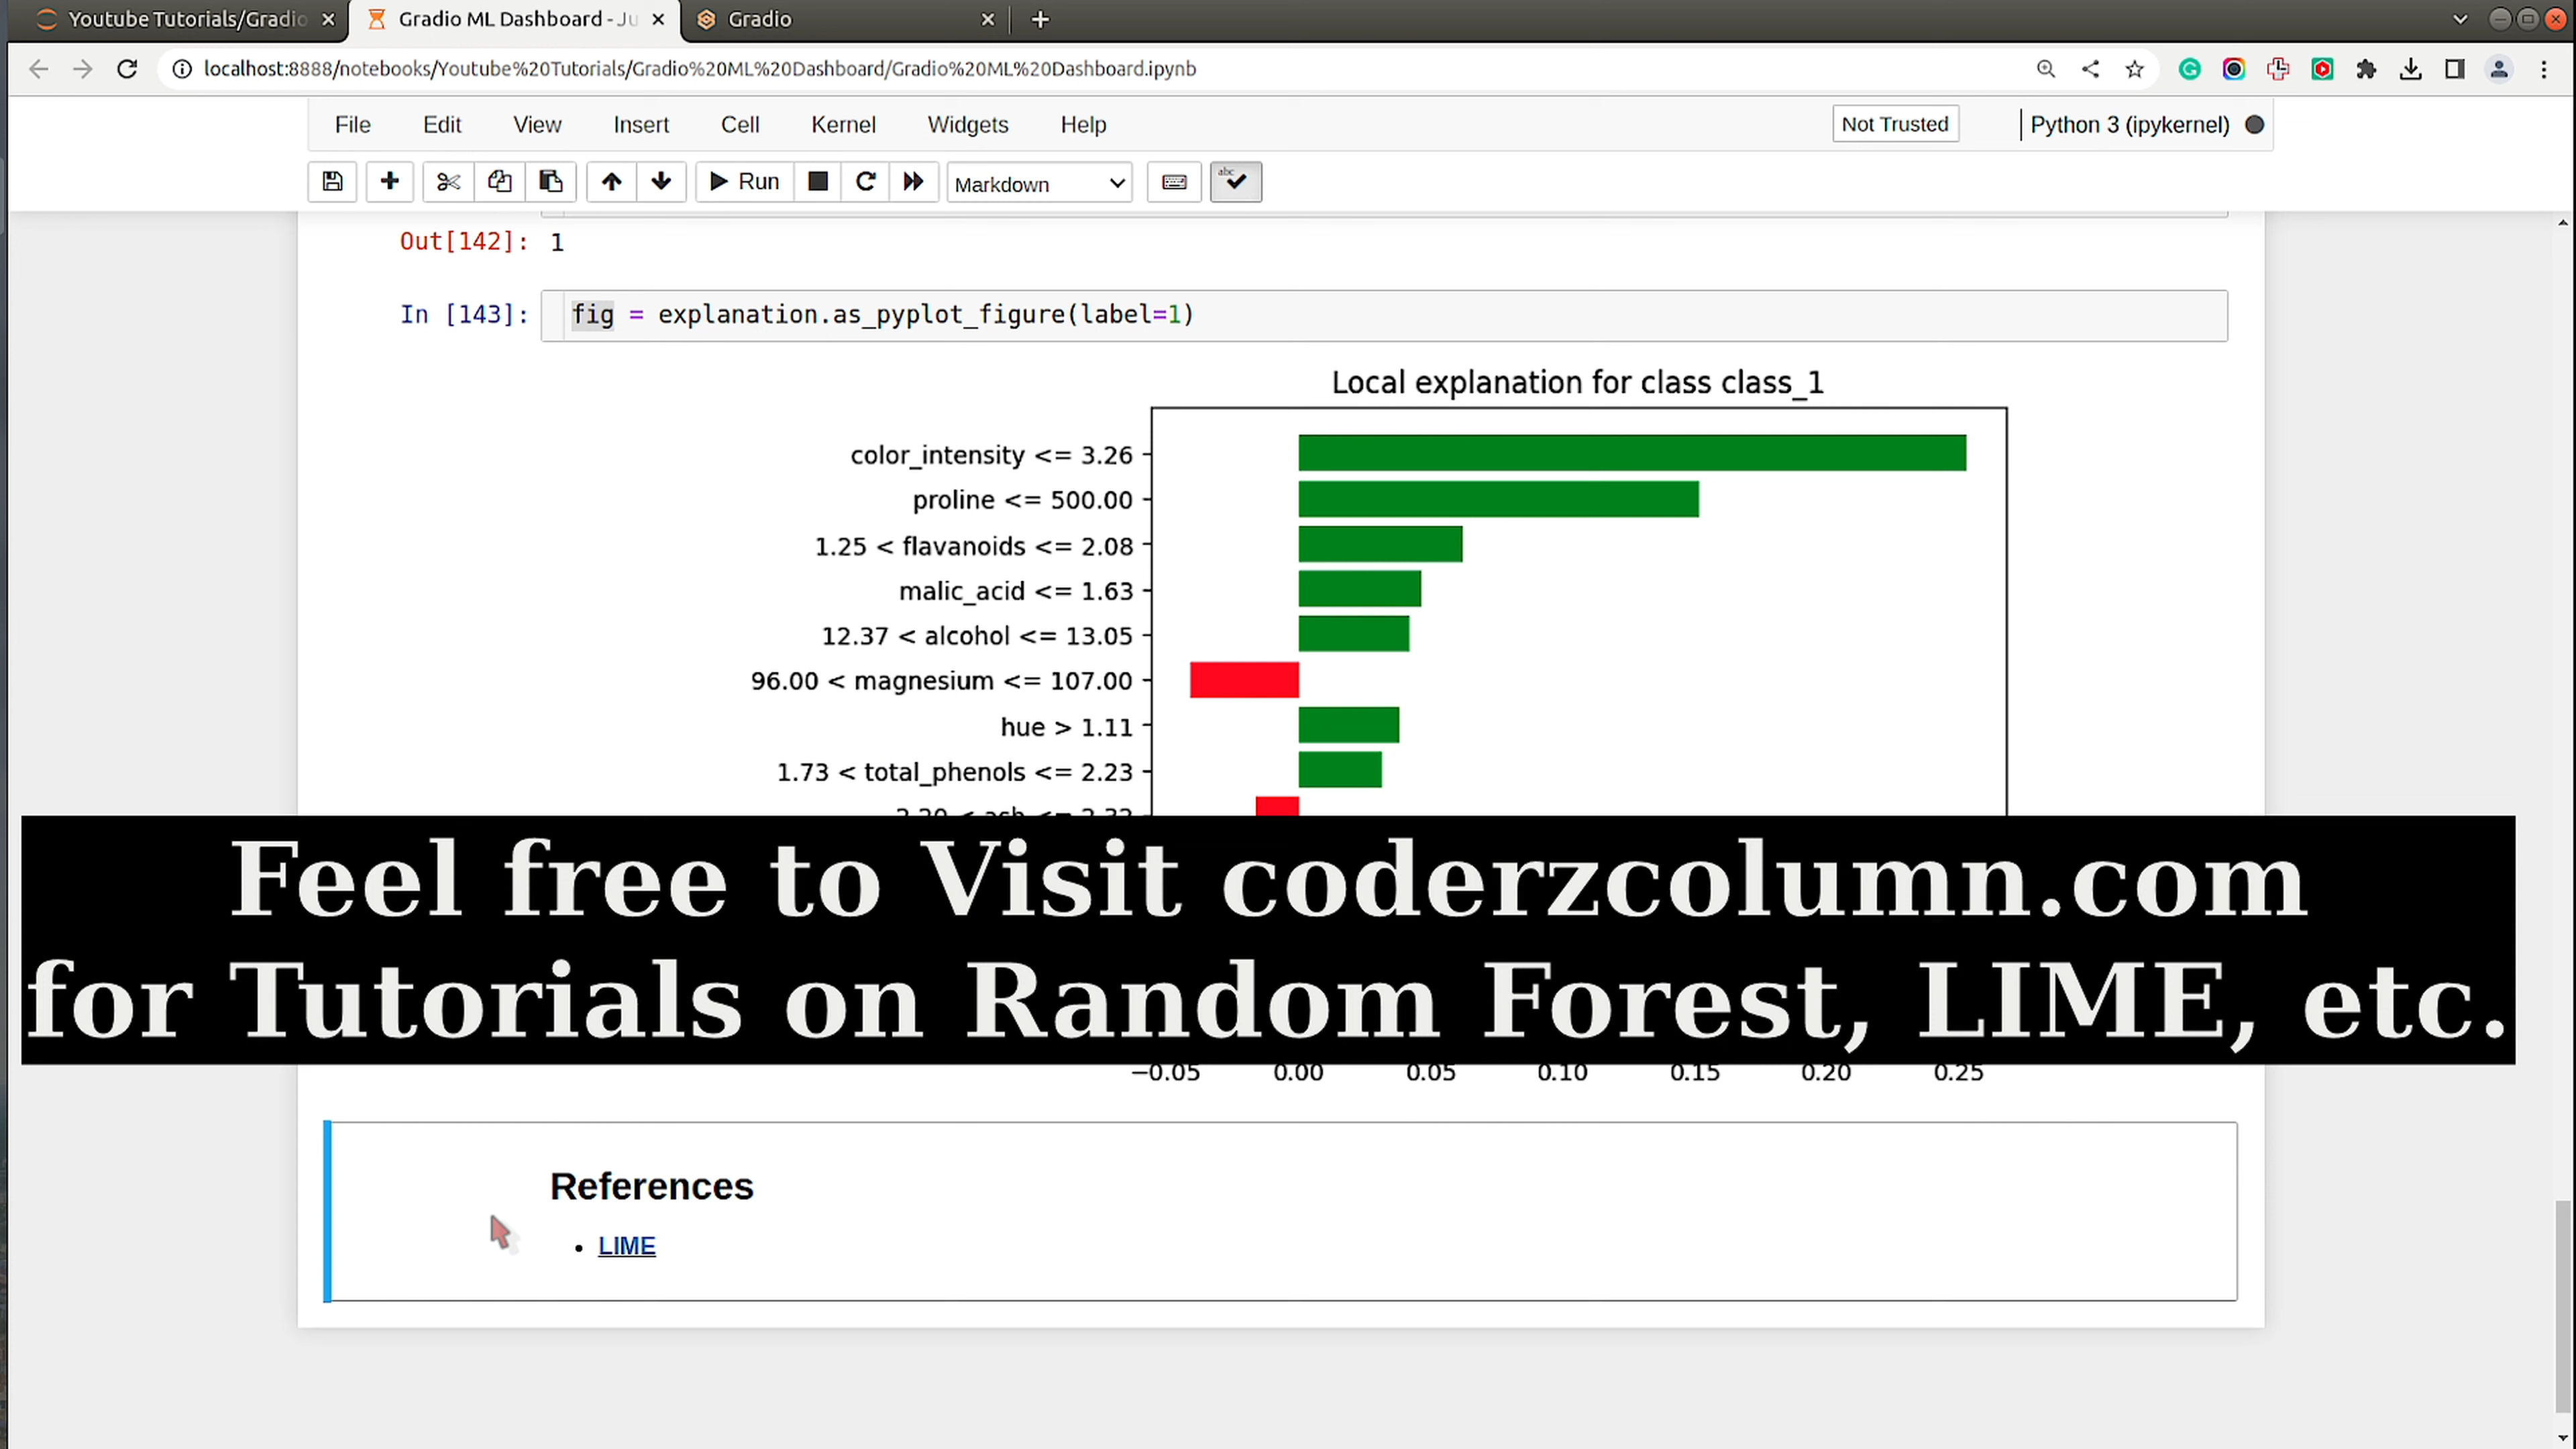 Youtube Tutorials/Gradio
Gradio ML Dashboard - Ju
Gradio
localhost:8888/notebooks/Youtube%20Tutorials/Gradio%20ML%20Dashboard/Gradio%20ML%20Dashboard.ipynb
File Edit View Insert Cell Kernel Widgets Help
Not Trusted
Python 3 (ipykernel)
Run
Markdown
abc
Out[142]: 1
In [143]: fig = explanation.as_pyplot_figure(label=1)
Local explanation for class class_1
color_intensity <= 3.26
proline <= 500.00
1.25 < flavanoids <= 2.08
malic_acid <= 1.63
12.37 < alcohol <= 13.05
96.00 < magnesium <= 107.00
hue > 1.11
1.73 < total_phenols <= 2.23
Feel free to Visit coderzcolumn.com
for Tutorials on Random Forest, LIME, etc.
−0.05 0.00 0.05 0.10 0.15 0.20 0.25
References
• LIME